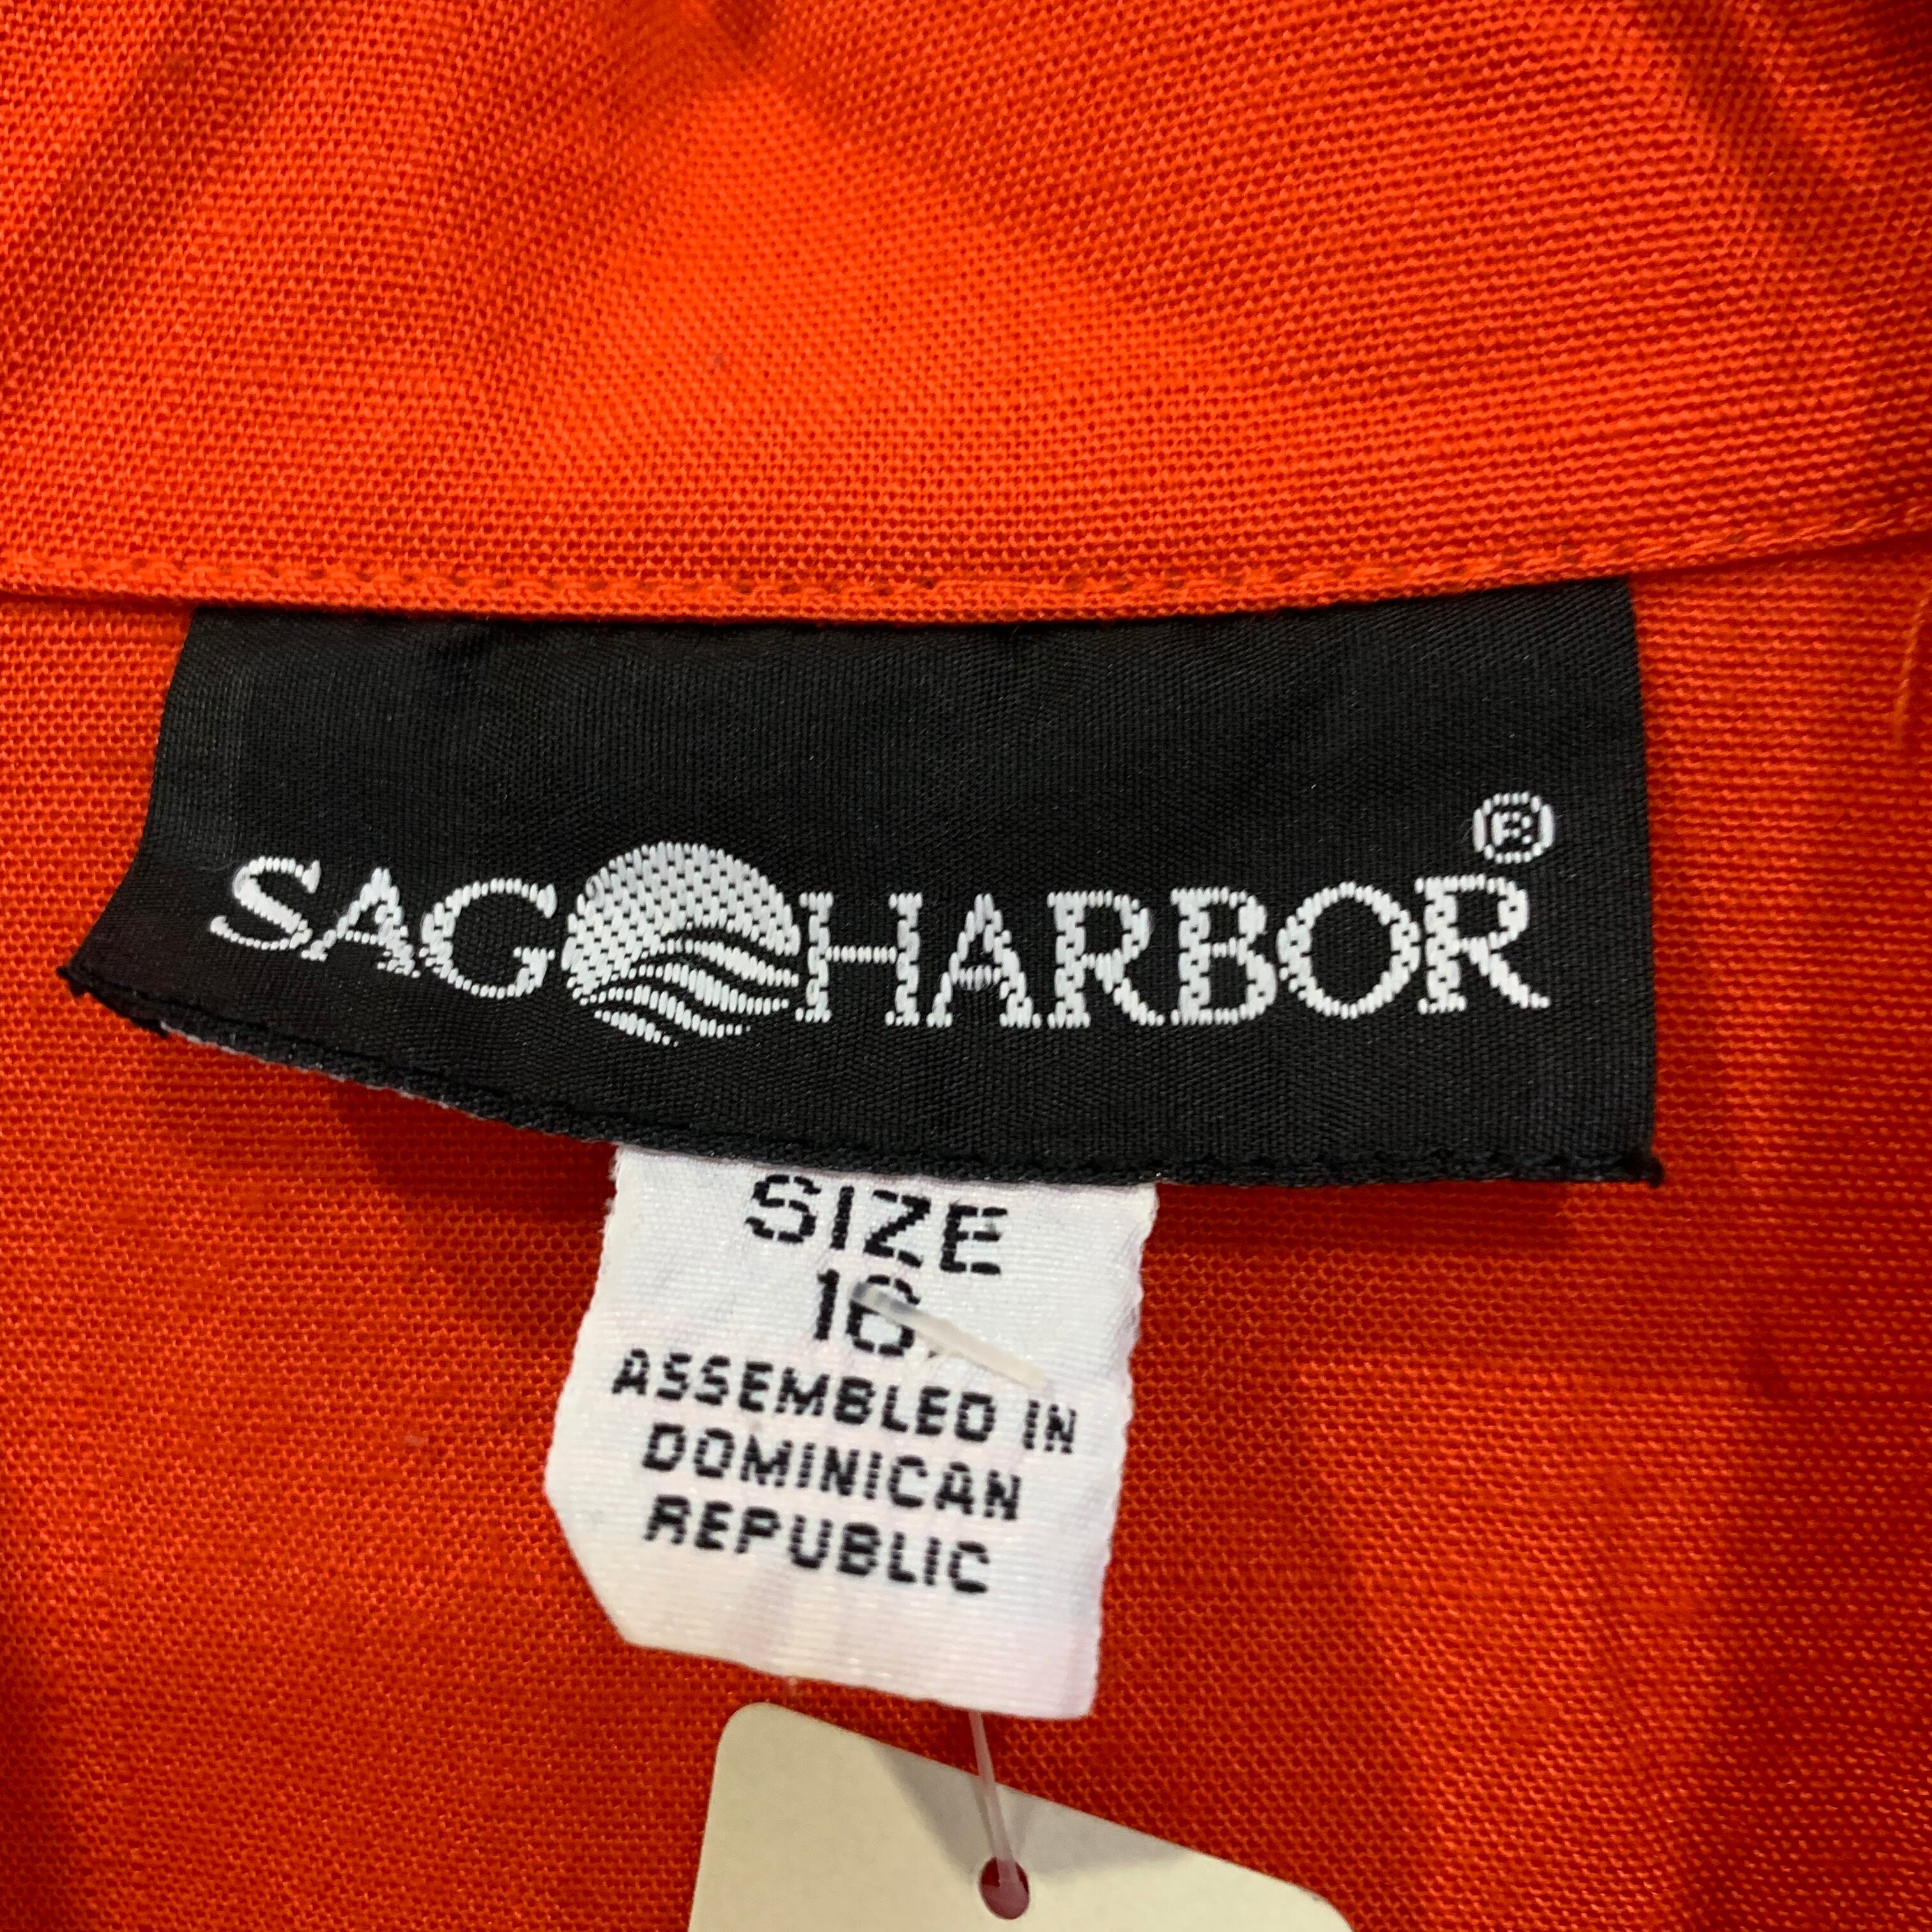 SAG HARBOR®
SIZE
16
ASSEMBLED IN
DOMINICAN
REPUBLIC